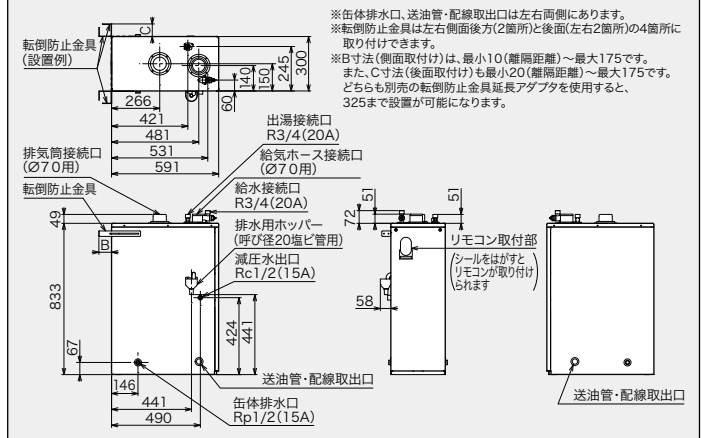 ※缶体排水口、送油管・配線取出口は左右両側にあります。
※転倒防止金具は左右側面後方(2箇所)と後面(左右2箇所)の4箇所に
取り付けできます。
※B寸法(側面取付け)は、最小10(離隔距離)〜最大175です。
また、C寸法(後面取付け)も最小20(離隔距離)〜最大175です。
どちらも別売の転倒防止金具延長アダプタを使用すると、
325まで設置が可能になります。
転倒防止金具
(設置例)
C
140
150
245
300
60
266
421
481
531
591
出湯接続口
R3/4(20A)
排気筒接続口
(Ø70用)
給気ホース接続口
(Ø70用)
転倒防止金具
給水接続口
R3/4(20A)
排水用ホッパー
(呼び径20塩ビ管用)
減圧水出口
Rc1/2(15A)
49
B
833
67
146
441
490
424
441
送油管・配線取出口
缶体排水口
Rp1/2(15A)
72
51
51
58
リモコン取付部
(シールをはがすと
リモコンが取り付け
られます)
送油管・配線取出口